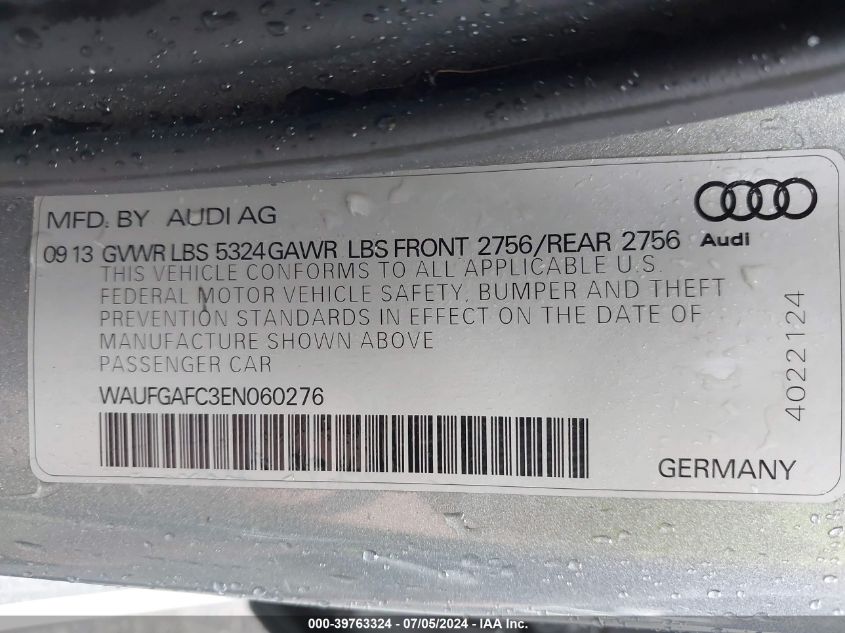 MFD. BY AUDI AG
09 13 GVWR LBS 5324 GAWR LBS FRONT 2756/REAR 2756
Audi
THIS VEHICLE CONFORMS TO ALL APPLICABLE U.S.
FEDERAL MOTOR VEHICLE SAFETY, BUMPER AND THEFT
PREVENTION STANDARDS IN EFFECT ON THE DATE OF
MANUFACTURE SHOWN ABOVE
PASSENGER CAR
WAUFGAFC3EN060276
4022124
GERMANY
000-39763324 - 07/05/2024 - IAA Inc.